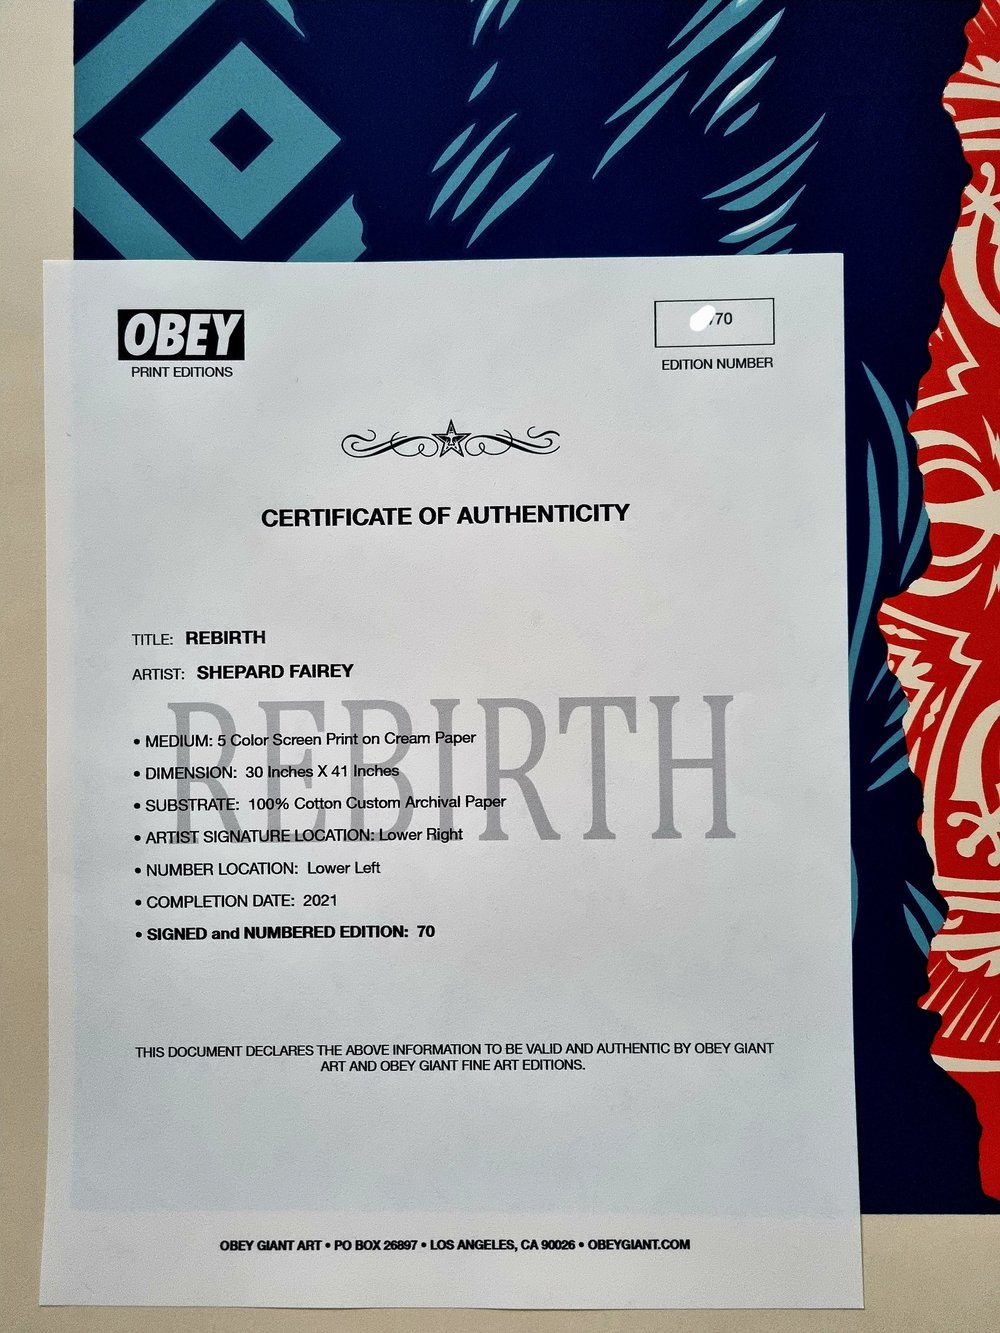 OBEY
PRINT EDITIONS
/70
EDITION NUMBER
CERTIFICATE OF AUTHENTICITY
TITLE: REBIRTH
ARTIST: SHEPARD FAIREY
REBIRTH
• MEDIUM: 5 Color Screen Print on Cream Paper
• DIMENSION: 30 Inches X 41 Inches
• SUBSTRATE: 100% Cotton Custom Archival Paper
• ARTIST SIGNATURE LOCATION: Lower Right
• NUMBER LOCATION: Lower Left
• COMPLETION DATE: 2021
• SIGNED and NUMBERED EDITION: 70
THIS DOCUMENT DECLARES THE ABOVE INFORMATION TO BE VALID AND AUTHENTIC BY OBEY GIANT
ART AND OBEY GIANT FINE ART EDITIONS.
OBEY GIANT ART • PO BOX 26897 • LOS ANGELES, CA 90026 • OBEYGIANT.COM